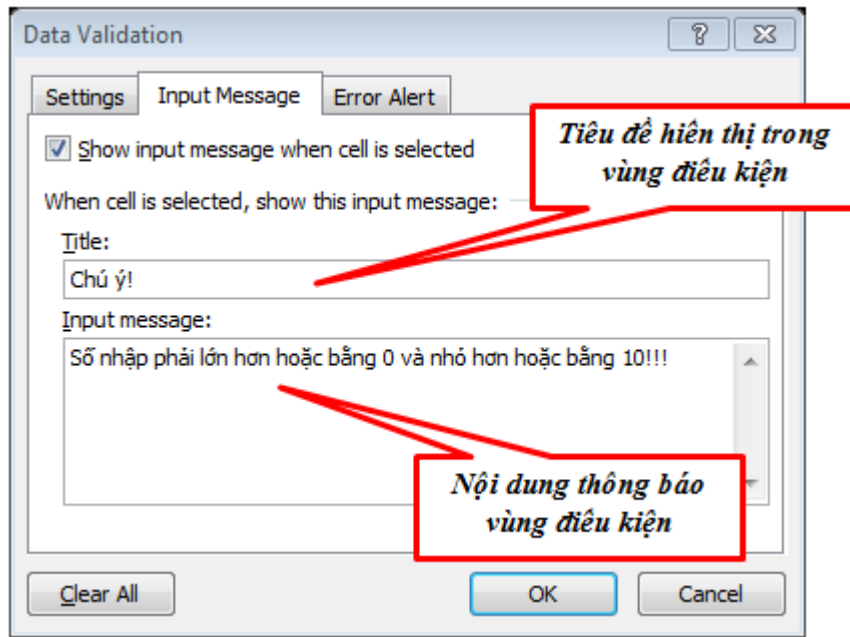 Data Validation
Settings Input Message Error Alert
Show input message when cell is selected
Tiêu đề hiển thị trong
vùng điều kiện
When cell is selected, show this input message:
Title:
Chú ý!
Input message:
Số nhập phải lớn hơn hoặc bằng 0 và nhỏ hơn hoặc bằng 10!!!
Nội dung thông báo
vùng điều kiện
Clear All OK Cancel